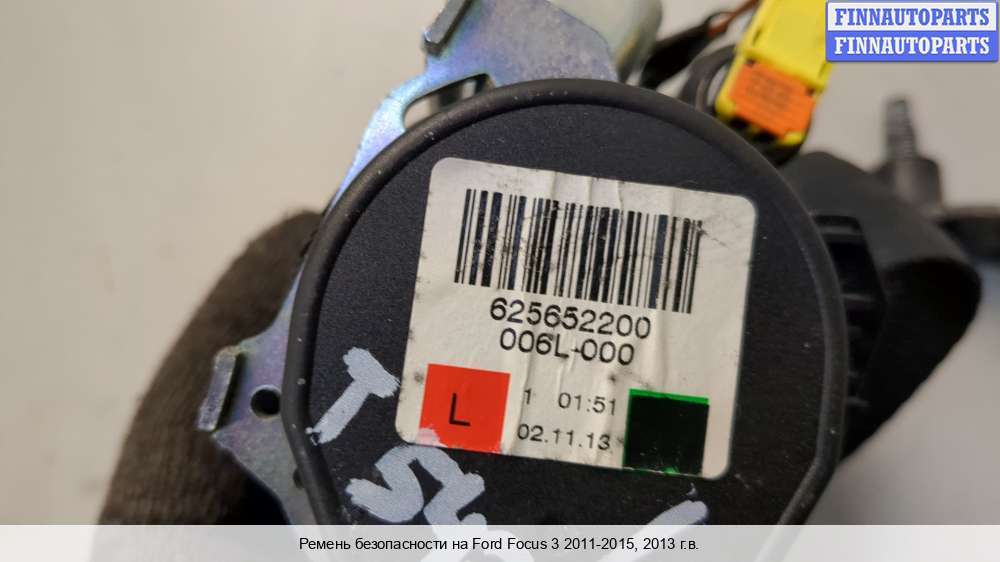 FINNAUTOPARTS
FINNAUTOPARTS
625652200
006L-000
L
1 01:51
02.11.13
Ремень безопасности на Ford Focus 3 2011-2015, 2013 г.в.